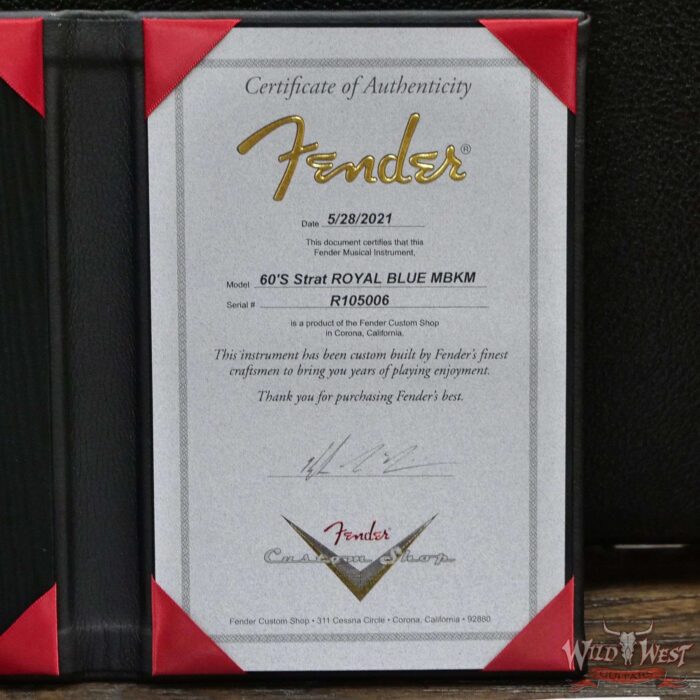 Certificate of Authenticity
Fender®
Date 5/28/2021
This document certifies that this
Fender Musical Instrument,
Model 60'S Strat ROYAL BLUE MBKM
Serial # R105006
is a product of the Fender Custom Shop
in Corona, California.
This instrument has been custom built by Fender's finest
craftsmen to bring you years of playing enjoyment.
Thank you for purchasing Fender's best.
Fender
Custom Shop
Fender Custom Shop • 311 Cessna Circle • Corona, California • 92880
WILD WEST
GUITARS